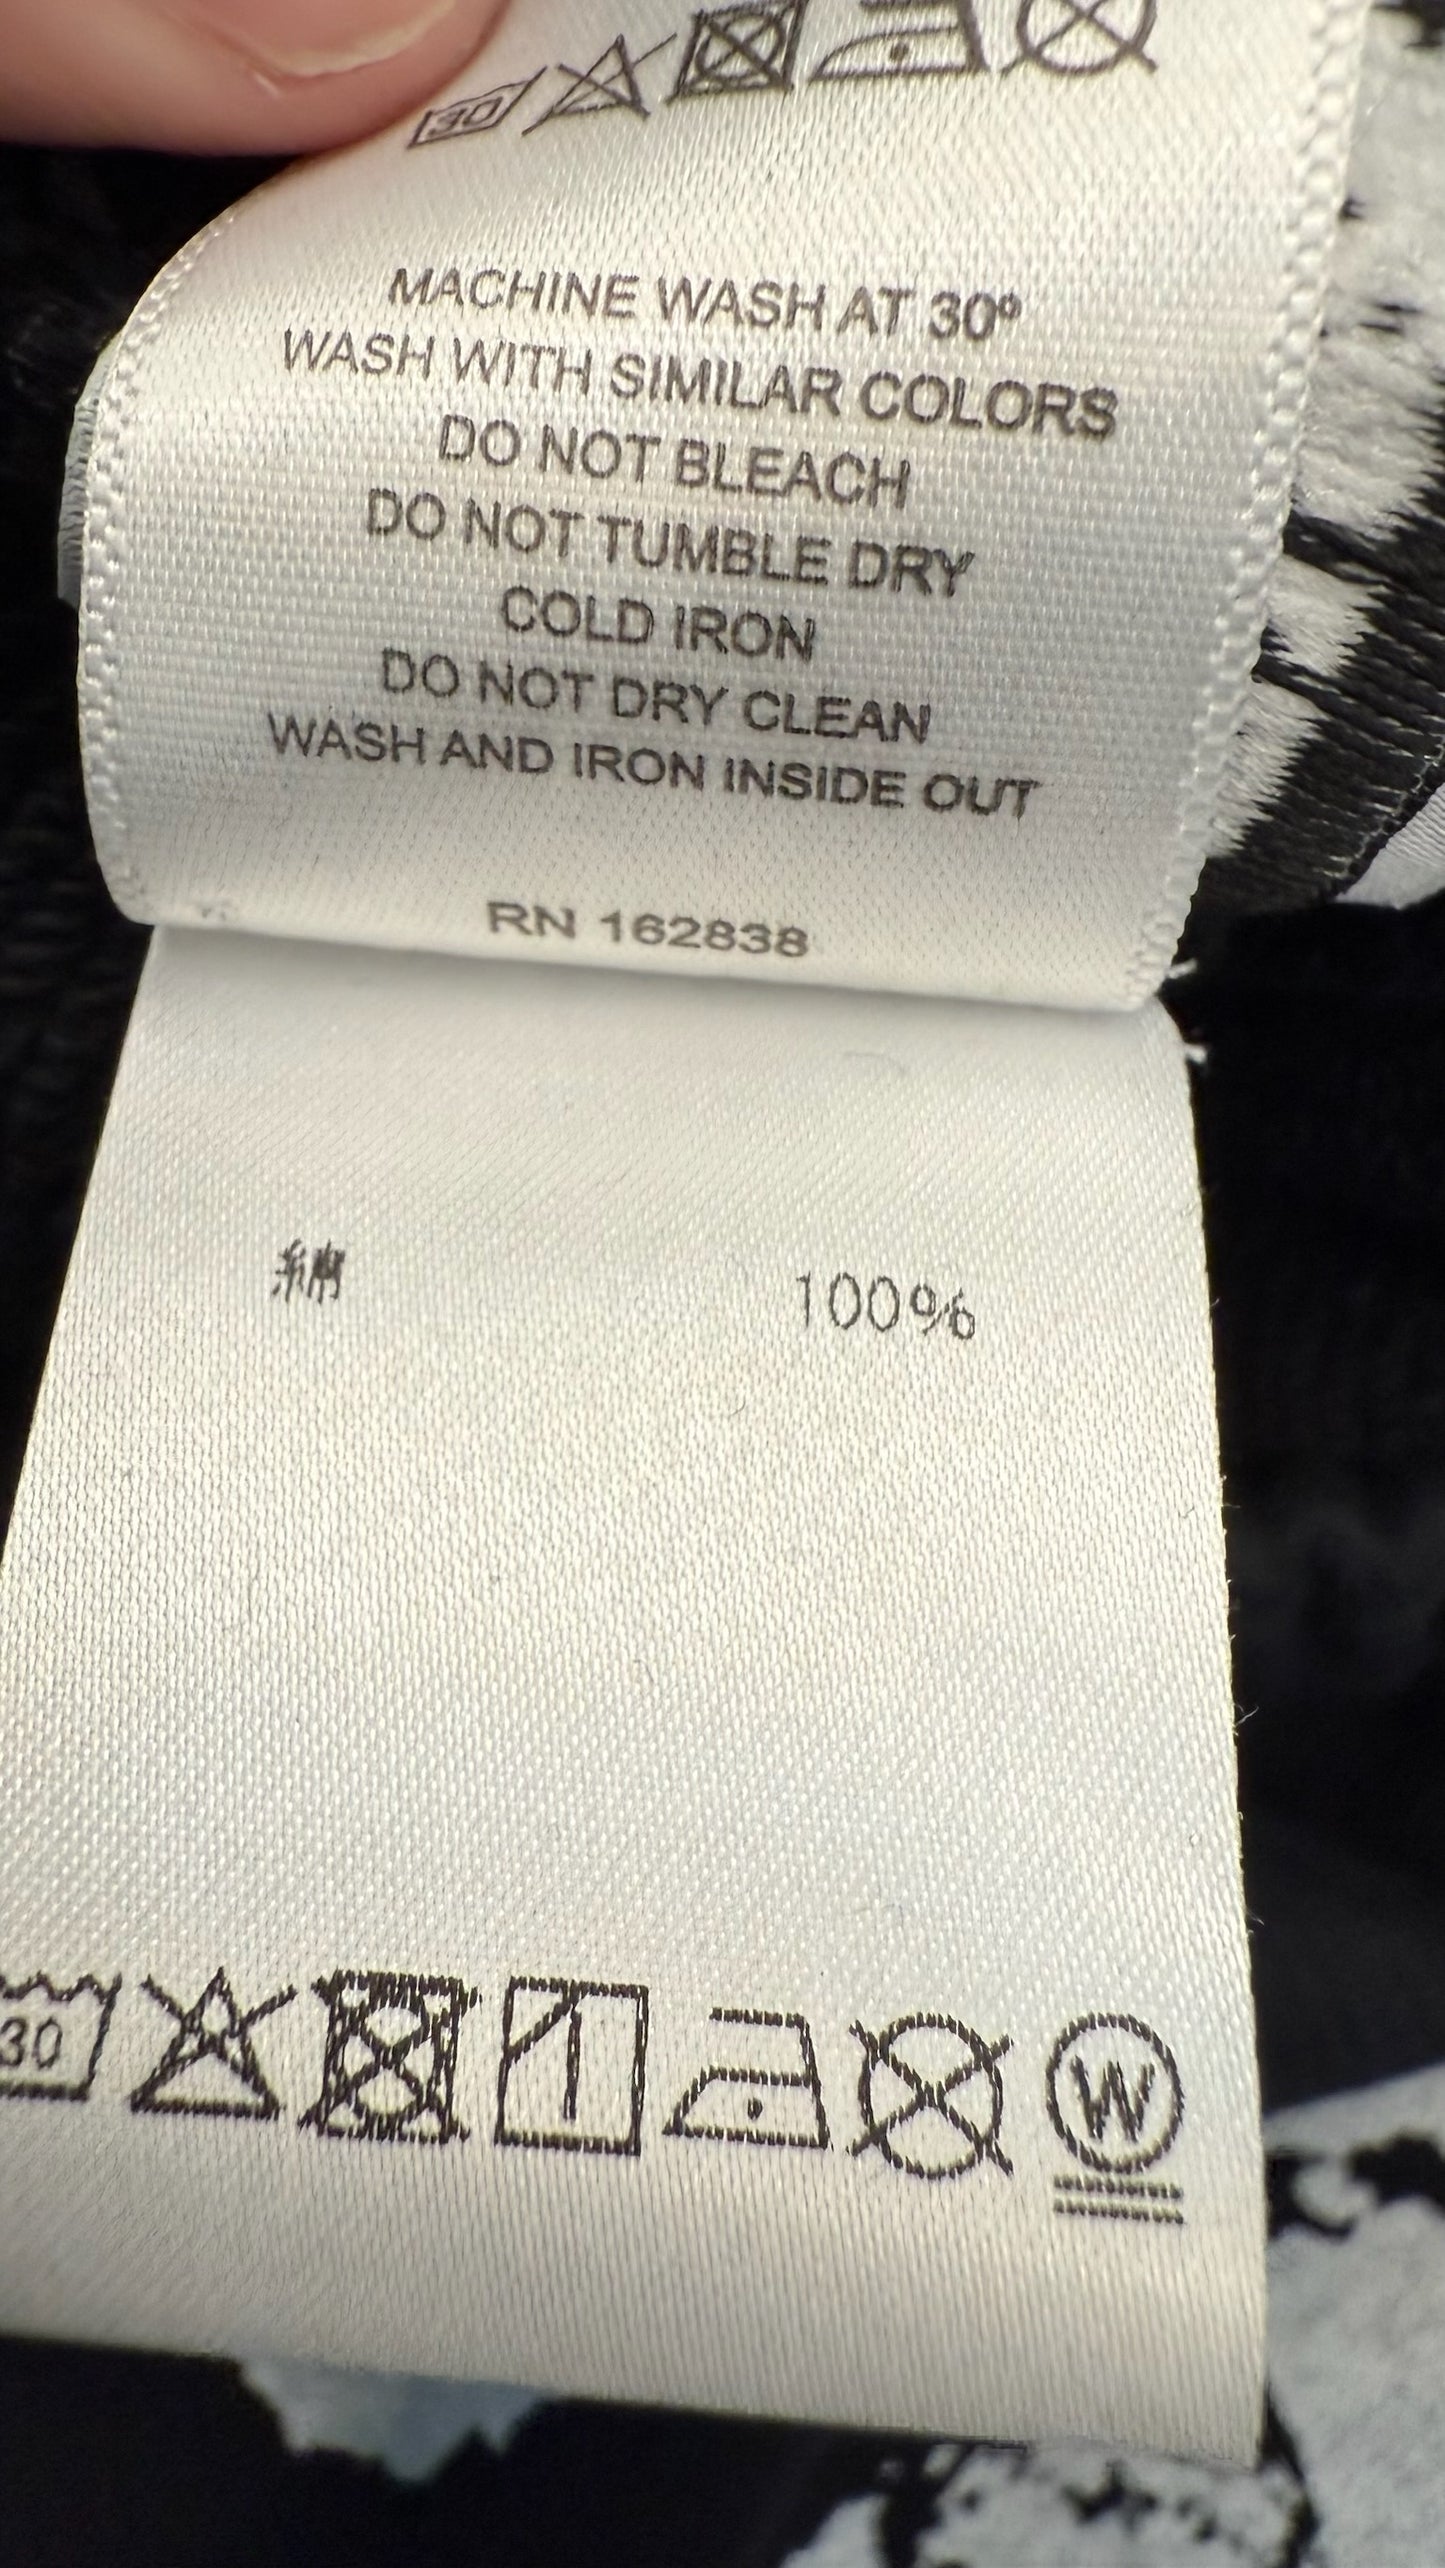 30
MACHINE WASH AT 30º
WASH WITH SIMILAR COLORS
DO NOT BLEACH
DO NOT TUMBLE DRY
COLD IRON
DO NOT DRY CLEAN
WASH AND IRON INSIDE OUT
RN 162838
綿 100%
30 W